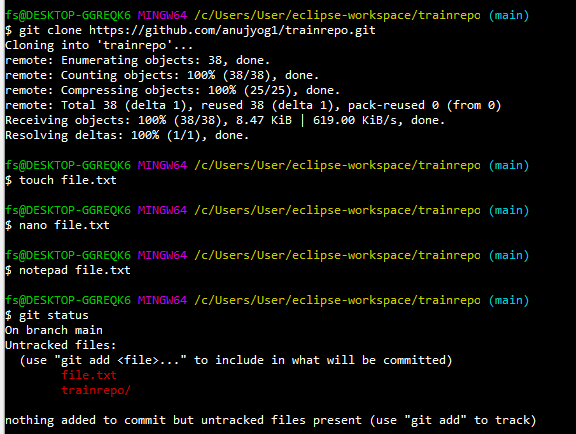 fs@DESKTOP-GGREQK6 MINGW64 /c/Users/User/eclipse-workspace/trainrepo (main)
$ git clone https://github.com/anujyog1/trainrepo.git
Cloning into 'trainrepo'...
remote: Enumerating objects: 38, done.
remote: Counting objects: 100% (38/38), done.
remote: Compressing objects: 100% (25/25), done.
remote: Total 38 (delta 1), reused 38 (delta 1), pack-reused 0 (from 0)
Receiving objects: 100% (38/38), 8.47 KiB | 619.00 KiB/s, done.
Resolving deltas: 100% (1/1), done.
fs@DESKTOP-GGREQK6 MINGW64 /c/User/User/eclipse-workspace/trainrepo (main)
$ touch file.txt
fs@DESKTOP-GGREQK6 MINGW64 /c/User/User/eclipse-workspace/trainrepo (main)
$ nano file.txt
fs@DESKTOP-GGREQK6 MINGW64 /c/User/User/eclipse-workspace/trainrepo (main)
$ notepad file.txt
fs@DESKTOP-GGREQK6 MINGW64 /c/User/User/eclipse-workspace/trainrepo (main)
$ git status
On branch main
Untracked files:
  (use "git add <file>..." to include in what will be committed)
        file.txt
        trainrepo/
nothing added to commit but untracked files present (use "git add" to track)